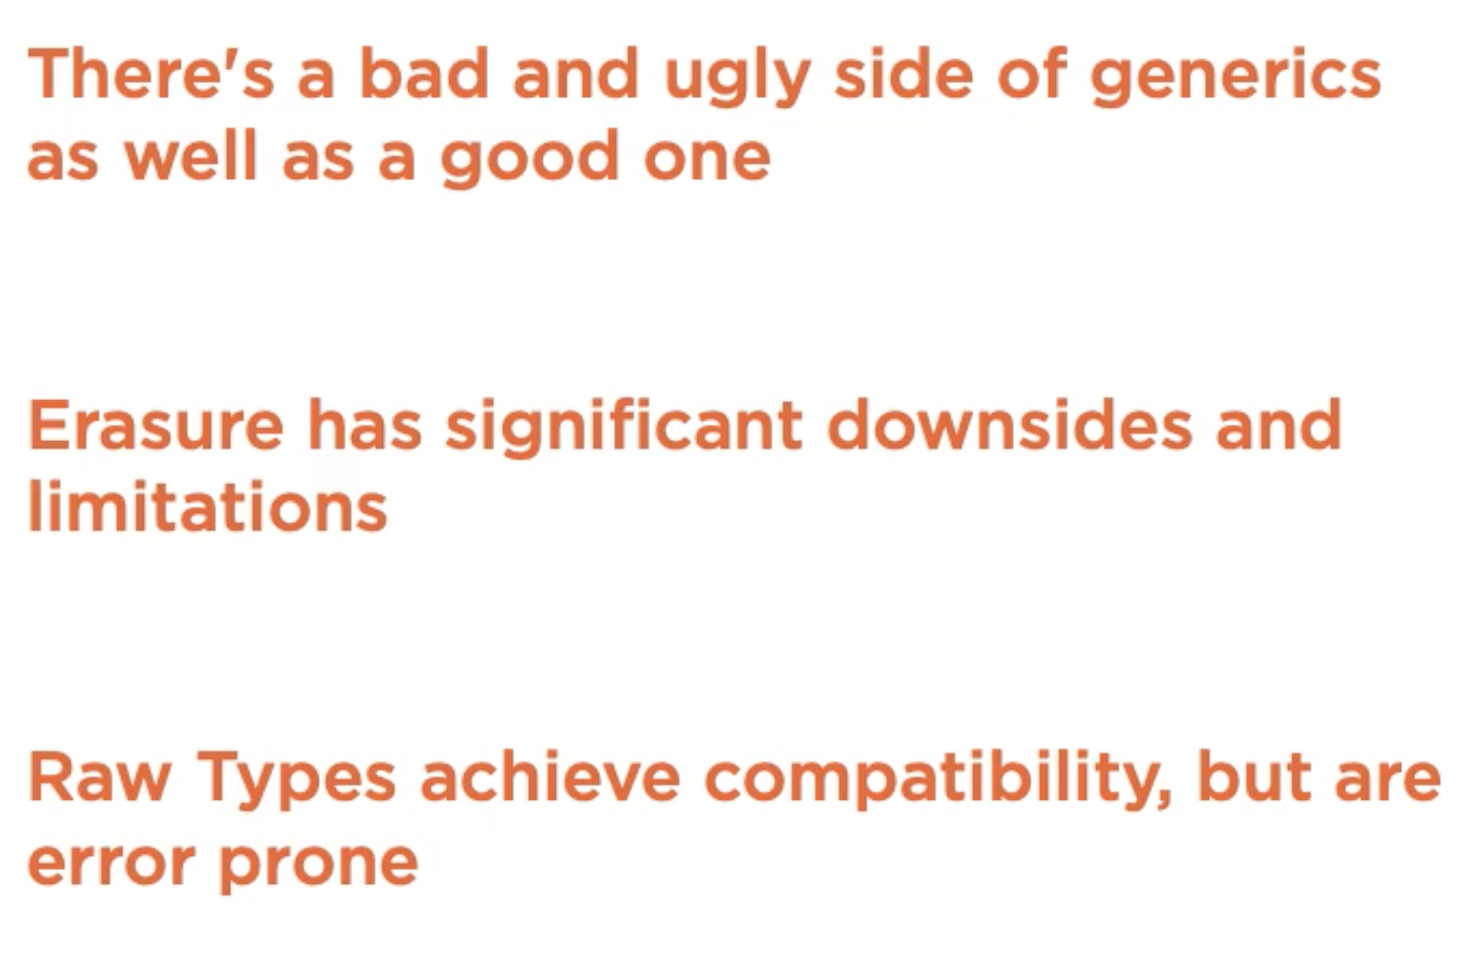 There's a bad and ugly side of generics
as well as a good one
Erasure has significant downsides and
limitations
Raw Types achieve compatibility, but are
error prone